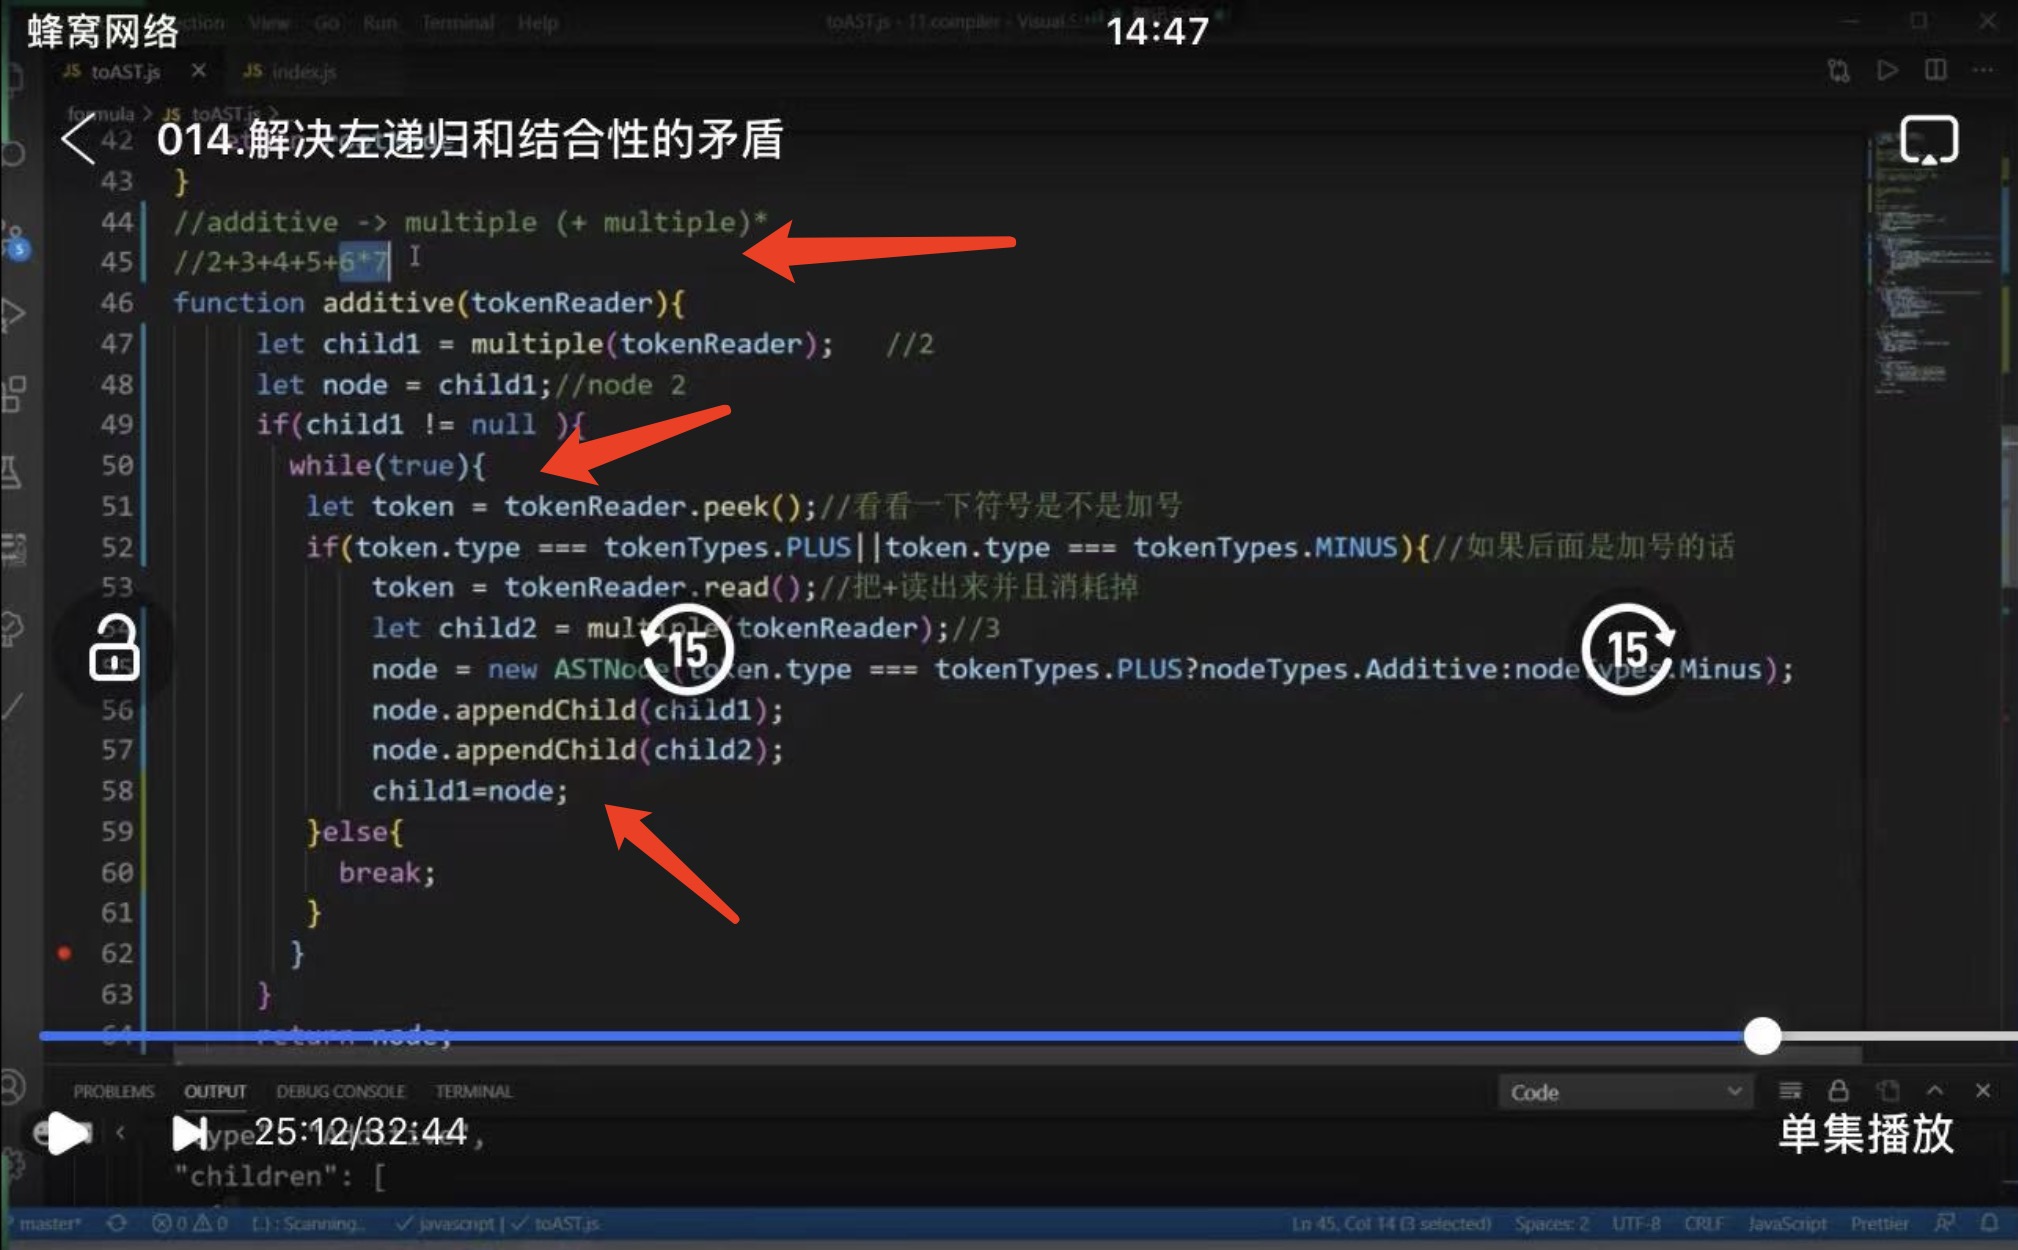 蜂窝网络 View Go Run Terminal Help toAST.js - 11.compiler - Visual 14:47
JS toAST.js × JS index.js
formula > JS toAST.js >
014.解决左递归和结合性的矛盾
42
43 }
44 //additive -> multiple (+ multiple)*
45 //2+3+4+5+6*7
46 function additive(tokenReader){
47 let child1 = multiple(tokenReader); //2
48 let node = child1;//node 2
49 if(child1 != null ){
50 while(true){
51 let token = tokenReader.peek();//看看一下符号是不是加号
52 if(token.type === tokenTypes.PLUS||token.type === tokenTypes.MINUS){//如果后面是加号的话
53 token = tokenReader.read();//把+读出来并且消耗掉
54 let child2 = multiple(tokenReader);//3
55 node = new ASTNode(token.type === tokenTypes.PLUS?nodeTypes.Additive:nodeTypes.Minus);
56 node.appendChild(child1);
57 node.appendChild(child2);
58 child1=node;
59 }else{
60 break;
61 }
62 }
63 }
64 return node;
15 15
5
PROBLEMS OUTPUT DEBUG CONSOLE TERMINAL Code
25:12/32:44 单集播放
"children": [
master* 0 0 Scanning.. javascript | toAST.js Ln 45, Col 14 (3 selected) Spaces: 2 UTF-8 CRLF JavaScript Prettier